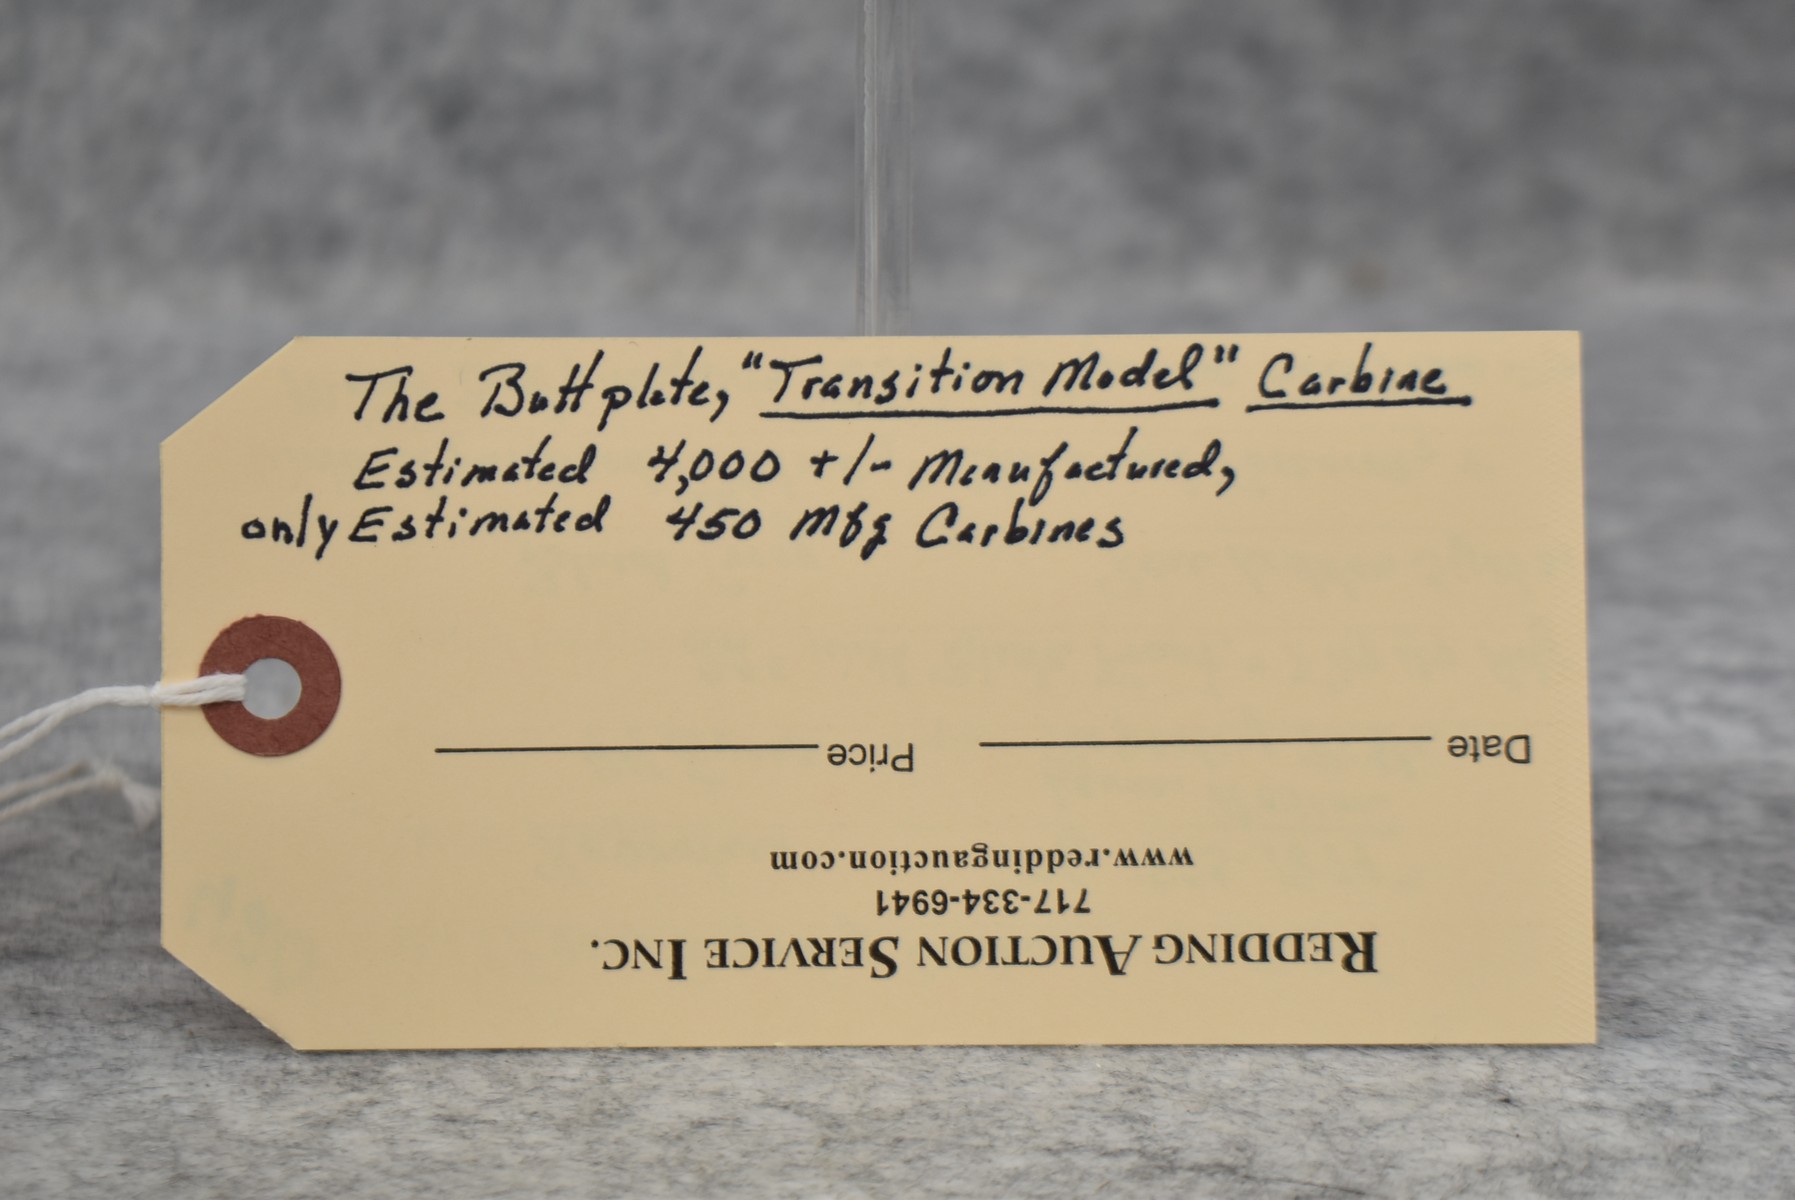 The Buttplate, "Transition Model" Carbine
Estimated 4,000 +/- Manufactured,
only Estimated 450 Mfg Carbines
REDDING AUCTION SERVICE INC.
717-334-6941
www.reddingauction.com
Date Price